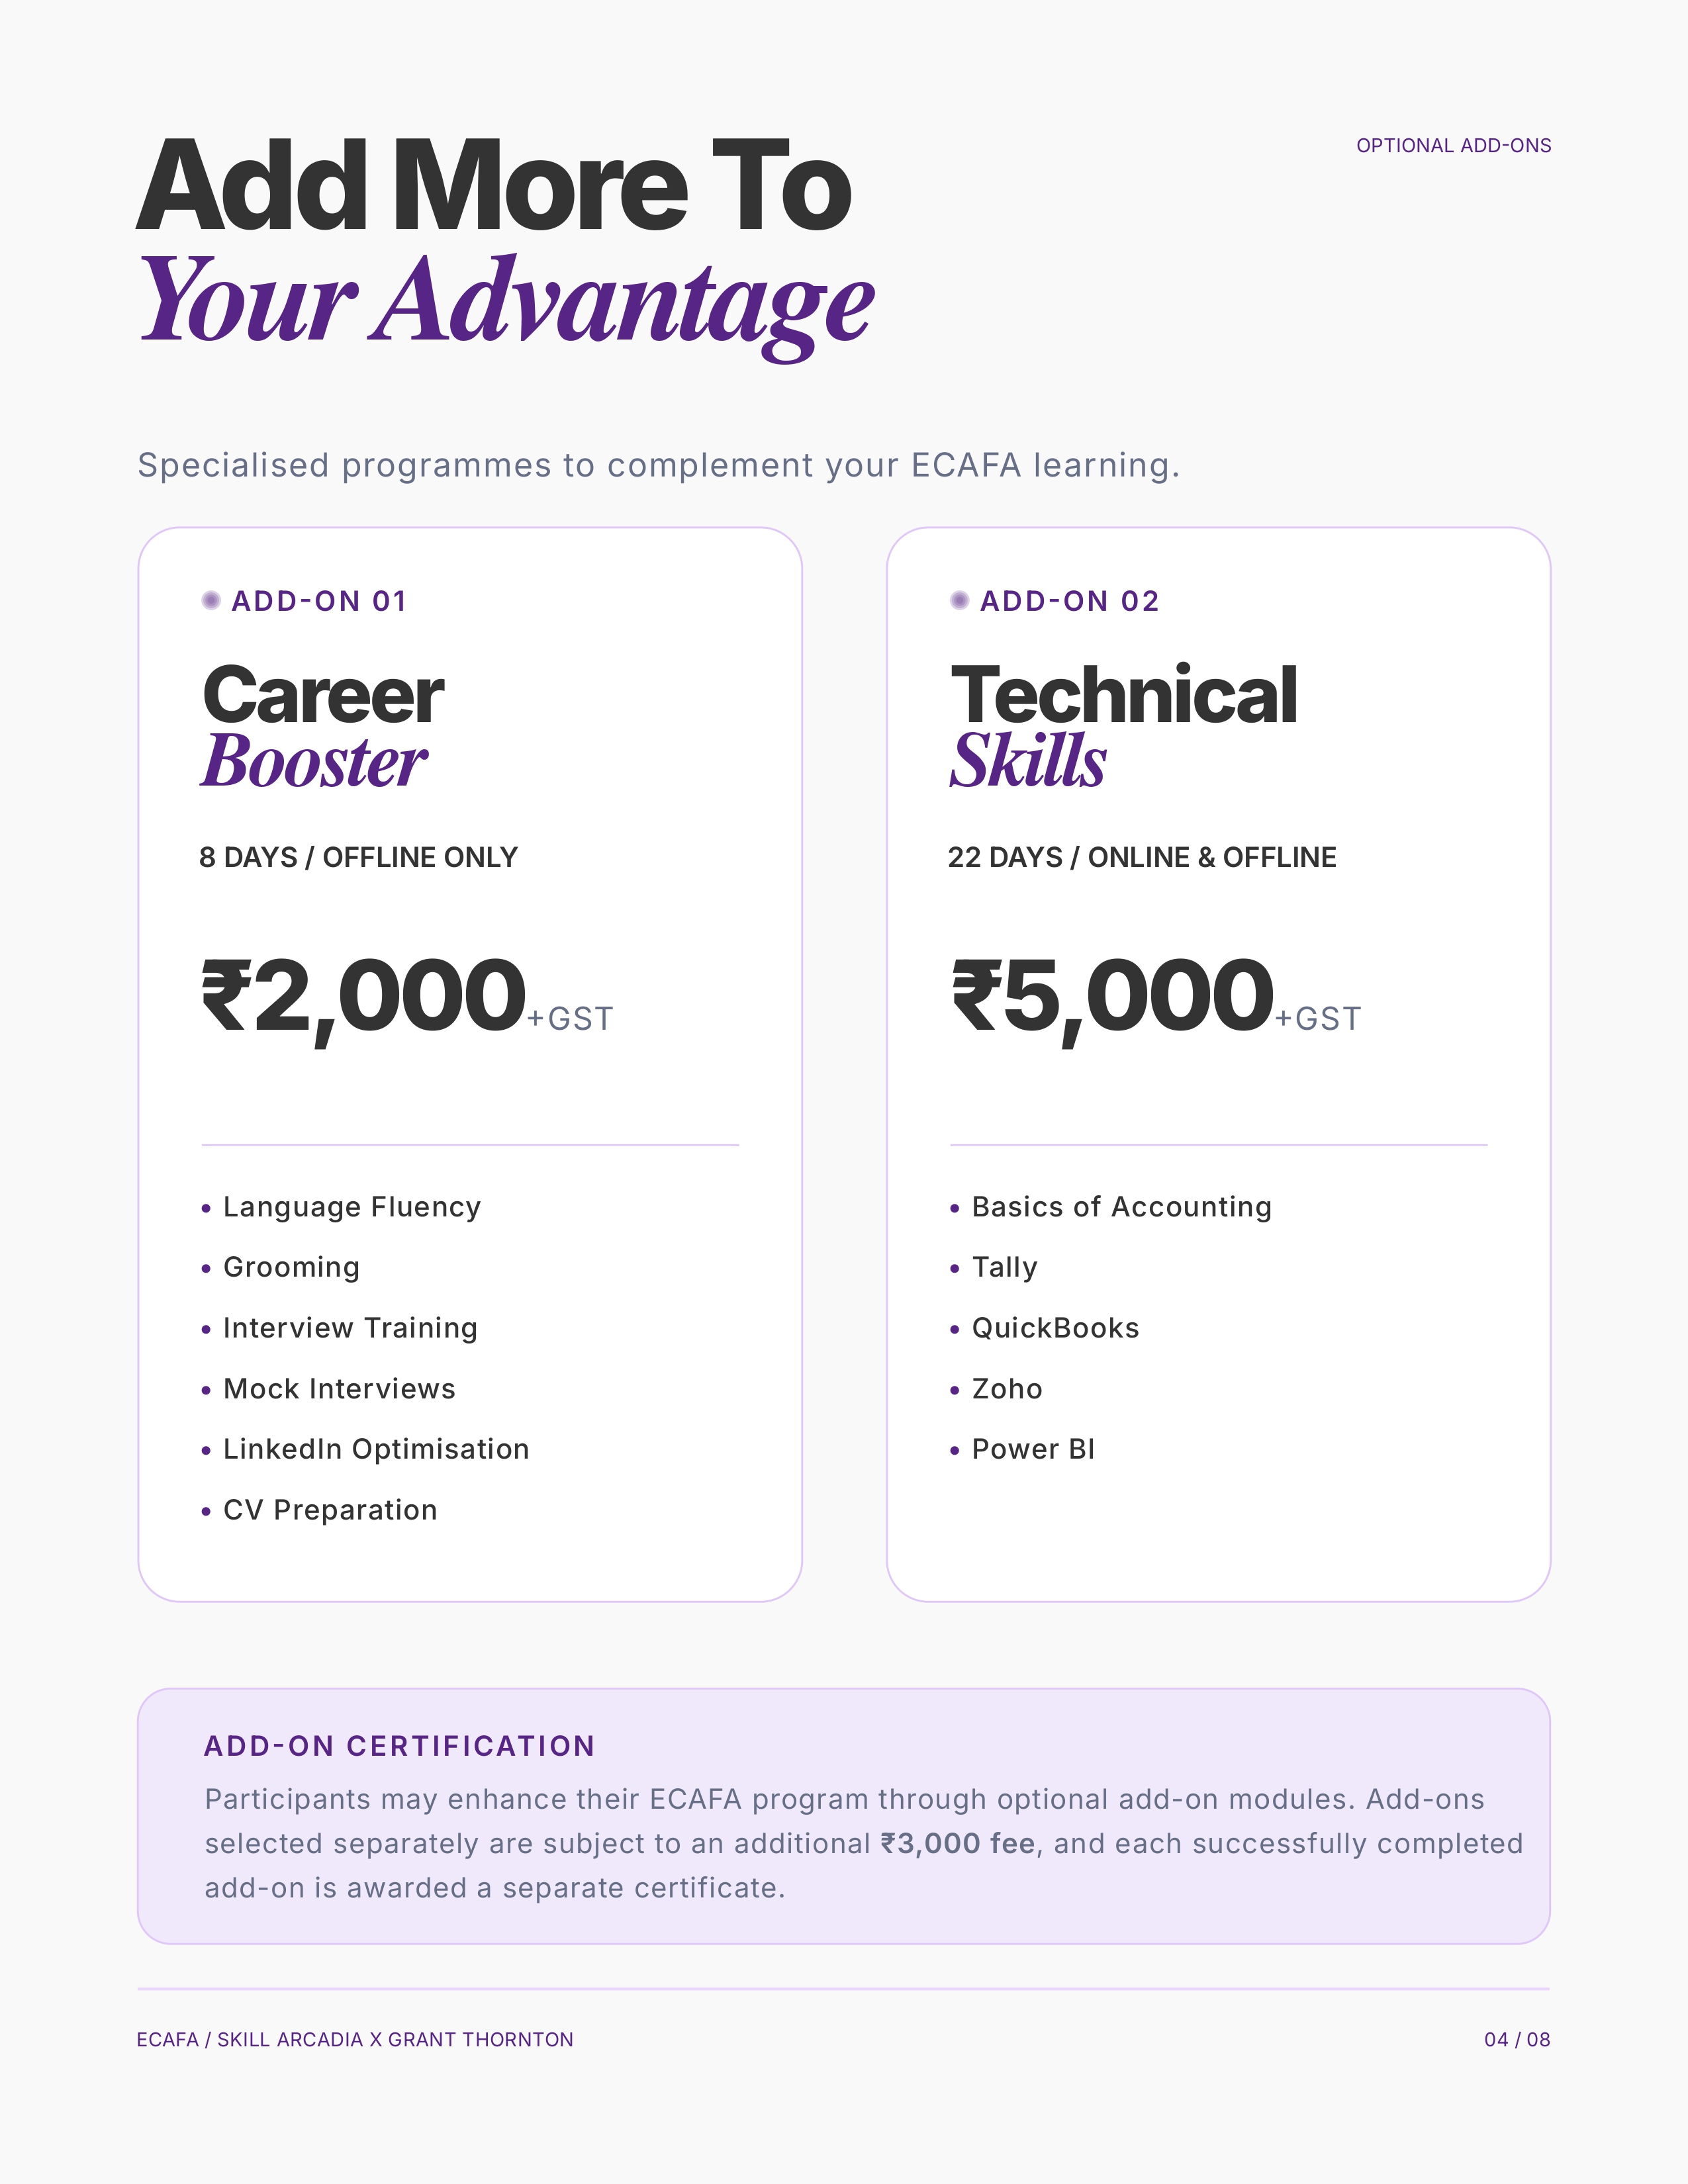 Add More To
Your Advantage
OPTIONAL ADD-ONS
Specialised programmes to complement your ECAFA learning.
ADD-ON 01
Career
Booster
8 DAYS / OFFLINE ONLY
₹2,000+GST
• Language Fluency
• Grooming
• Interview Training
• Mock Interviews
• LinkedIn Optimisation
• CV Preparation
ADD-ON 02
Technical
Skills
22 DAYS / ONLINE & OFFLINE
₹5,000+GST
• Basics of Accounting
• Tally
• QuickBooks
• Zoho
• Power BI
ADD-ON CERTIFICATION
Participants may enhance their ECAFA program through optional add-on modules. Add-ons
selected separately are subject to an additional ₹3,000 fee, and each successfully completed
add-on is awarded a separate certificate.
ECAFA / SKILL ARCADIA X GRANT THORNTON
04 / 08